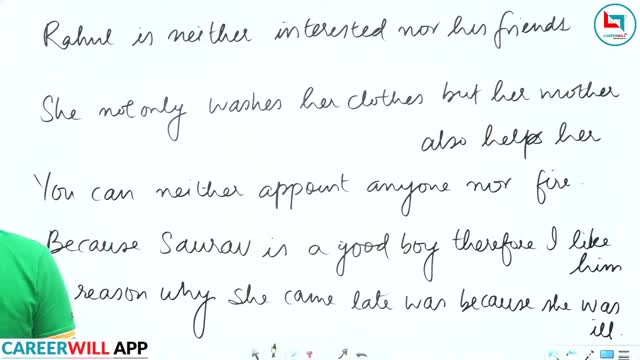 Rahul is neither interested nor his friends
CAREERWILL
She not only washes her clothes but her mother
also helps her
You can neither appoint anyone nor fire.
Because Saurav is a good boy therefore I like
him
reason why she came late was because she was
ill.
CAREERWILL APP